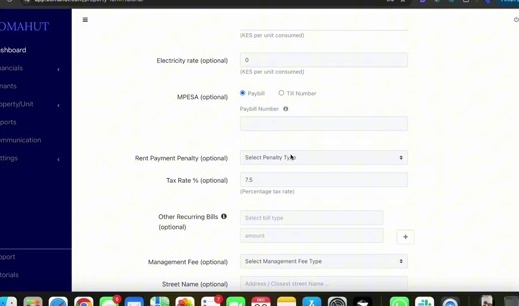 OMAHUT
(KES per unit consumed)
shboard
Electricity rate (optional)
0
(KES per unit consumed)
nancials
nants
MPESA (optional)
Paybill
Till Number
operty/Unit
Paybill Number
ports
mmunication
ttings
Rent Payment Penalty (optional)
Select Penalty Type
Tax Rate % (optional)
7.5
(Percentage tax rate)
Other Recurring Bills
(optional)
Select bill type
amount
+
pport
Management Fee (optional)
Select Management Fee Type
torials
Street Name (optional)
Address / Closest street Name